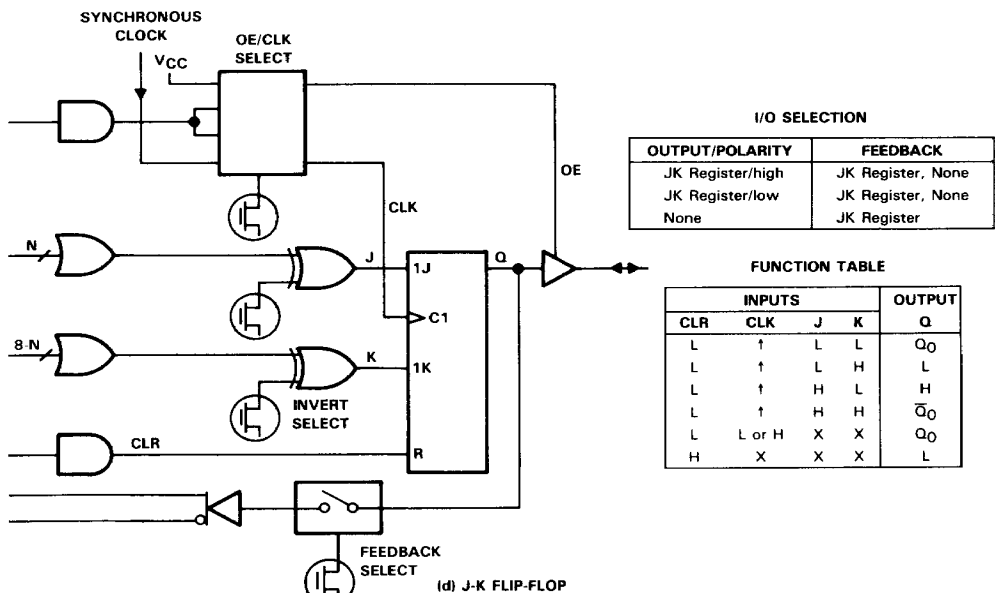 SYNCHRONOUS
CLOCK
VCC
OE/CLK
SELECT
OE
CLK
N
J
1J
Q
C1
8-N
K
1K
INVERT
SELECT
CLR
R
FEEDBACK
SELECT
(d) J-K FLIP-FLOP
I/O SELECTION
OUTPUT/POLARITY FEEDBACK
JK Register/high JK Register, None
JK Register/low JK Register, None
None JK Register
FUNCTION TABLE
INPUTS OUTPUT
CLR CLK J K Q
L ↑ L L Q0
L ↑ L H L
L ↑ H L H
L ↑ H H Q̅0
L L or H X X Q0
H X X X L